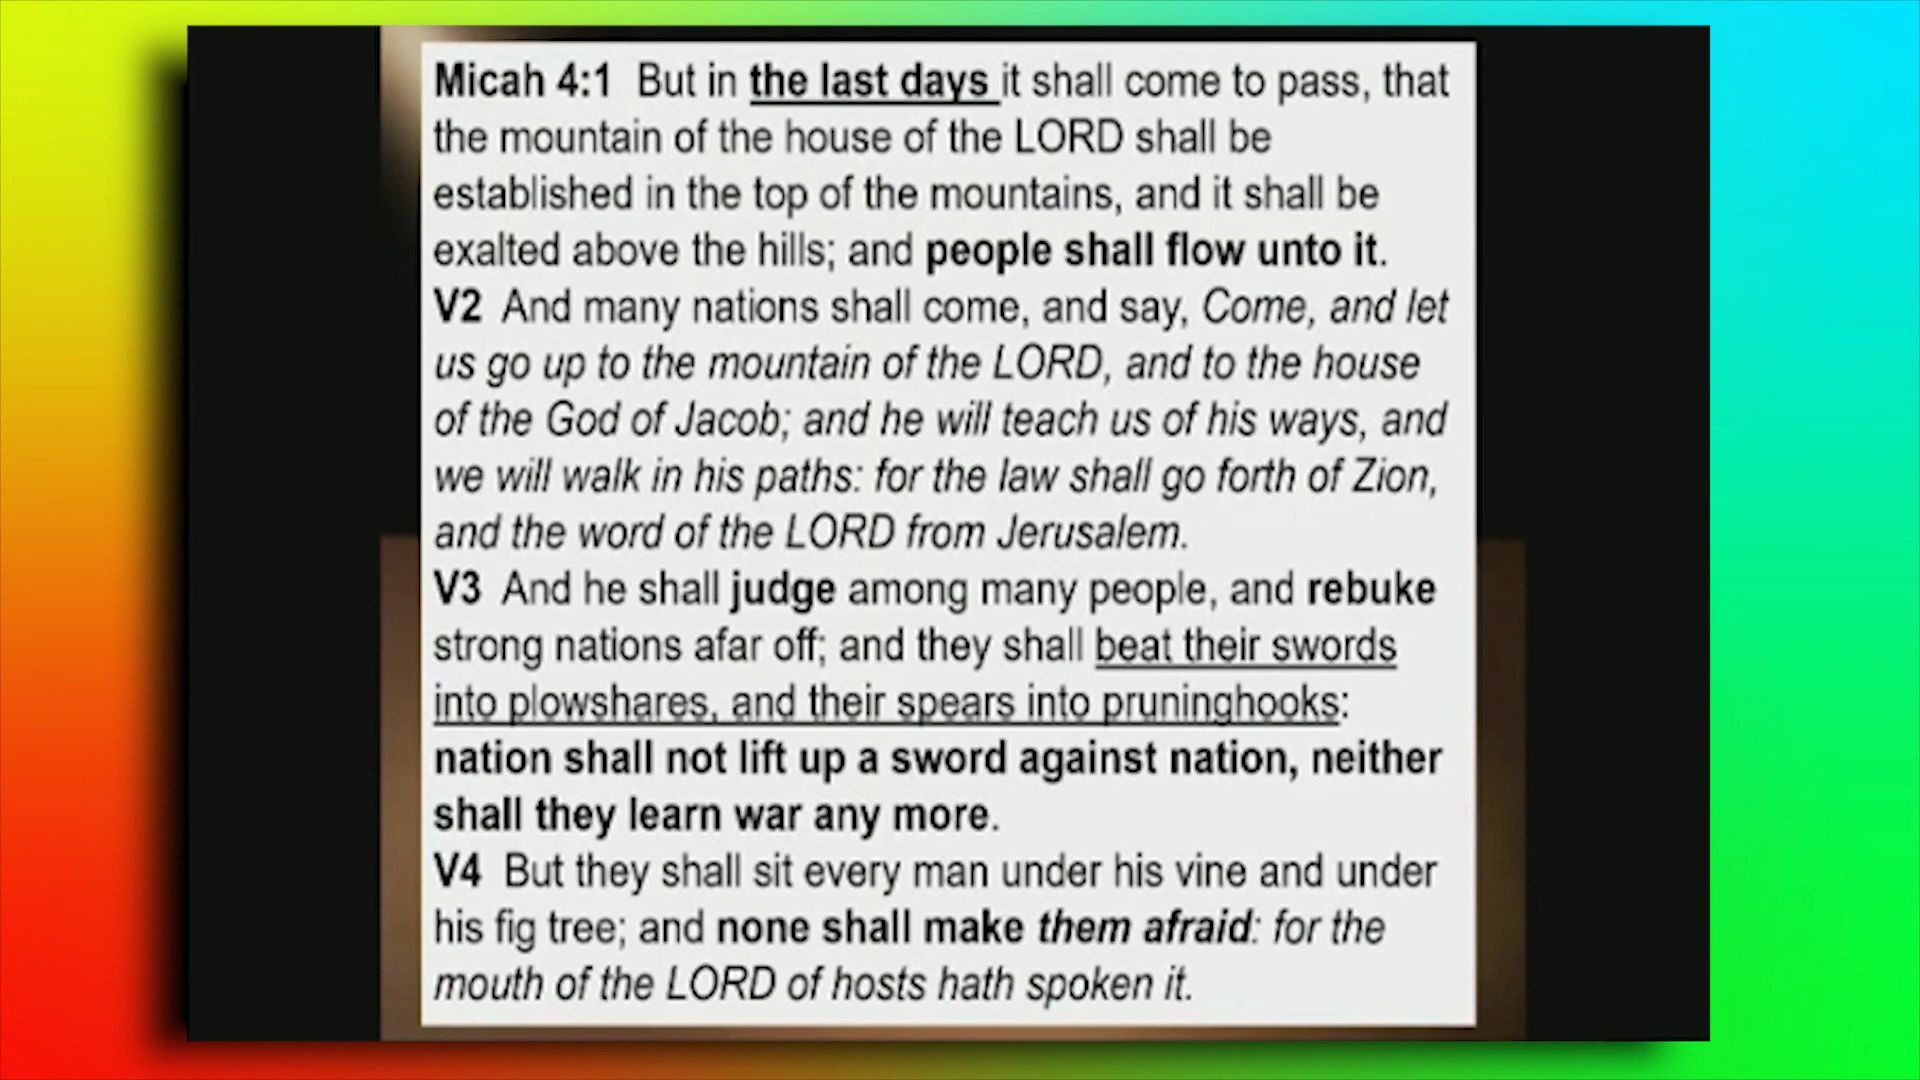 Micah 4:1 But in the last days it shall come to pass, that
the mountain of the house of the LORD shall be
established in the top of the mountains, and it shall be
exalted above the hills; and people shall flow unto it.
V2 And many nations shall come, and say, Come, and let
us go up to the mountain of the LORD, and to the house
of the God of Jacob; and he will teach us of his ways, and
we will walk in his paths: for the law shall go forth of Zion,
and the word of the LORD from Jerusalem.
V3 And he shall judge among many people, and rebuke
strong nations afar off; and they shall beat their swords
into plowshares, and their spears into pruninghooks:
nation shall not lift up a sword against nation, neither
shall they learn war any more.
V4 But they shall sit every man under his vine and under
his fig tree; and none shall make them afraid: for the
mouth of the LORD of hosts hath spoken it.